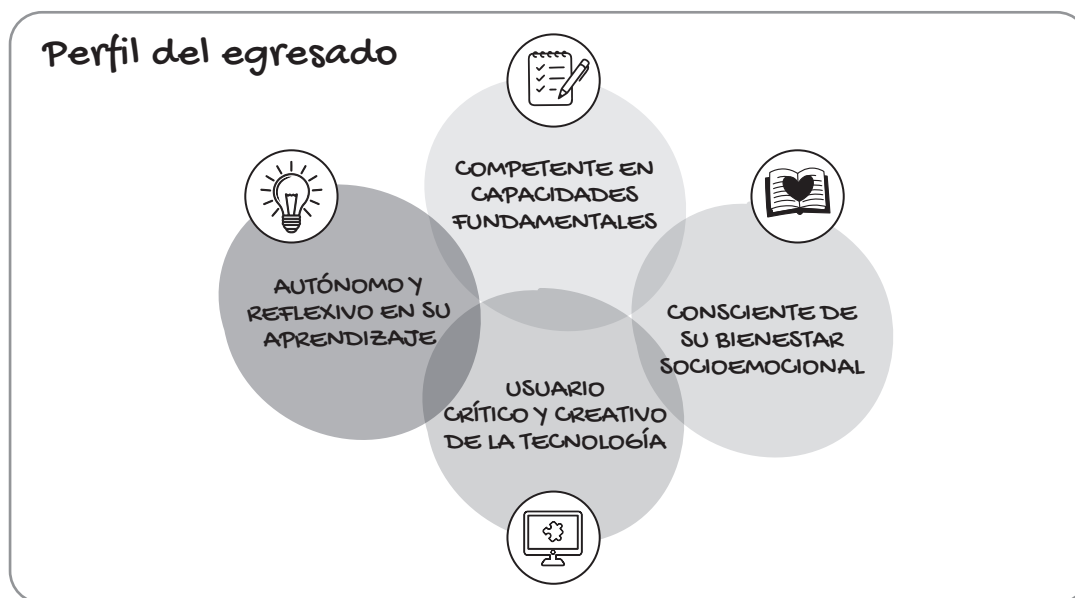 Perfil del egresado
COMPETENTE EN
CAPACIDADES
FUNDAMENTALES
AUTÓNOMO Y
REFLEXIVO EN SU
APRENDIZAJE
CONSCIENTE DE
SU BIENESTAR
SOCIOEMOCIONAL
USUARIO
CRÍTICO Y CREATIVO
DE LA TECNOLOGÍA